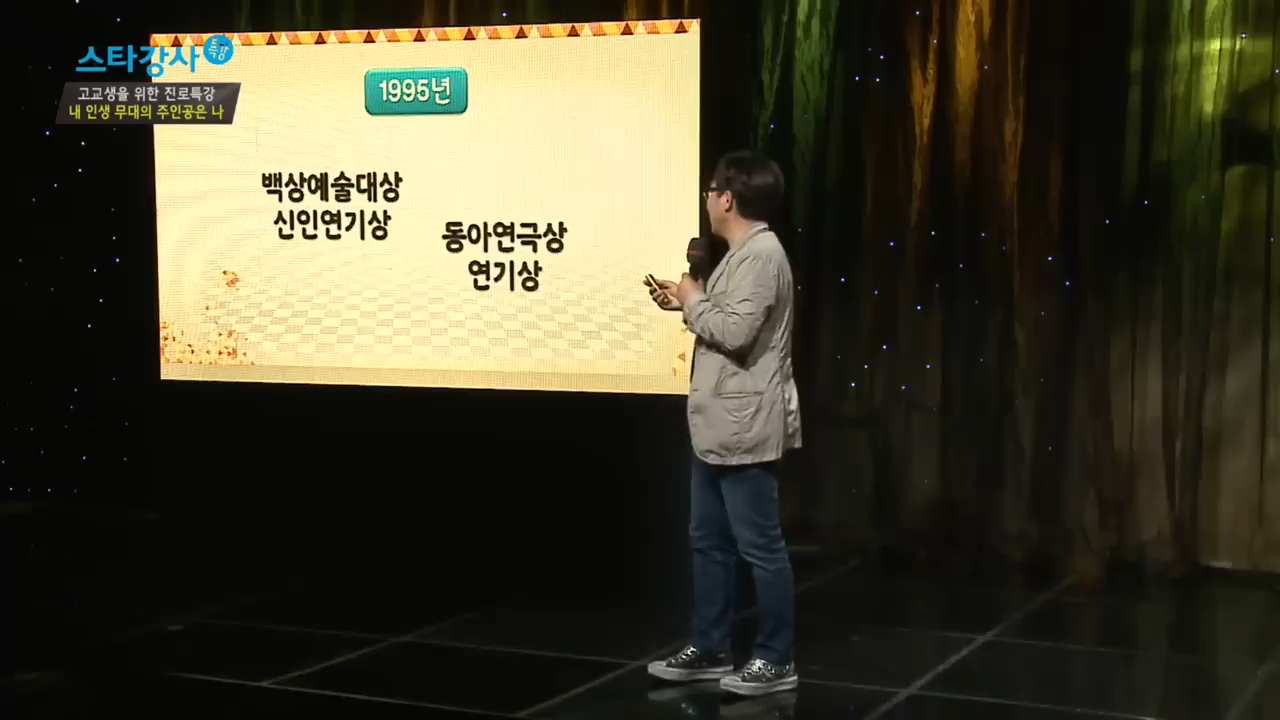 스타강사 특강
고교생을 위한 진로특강
내 인생 무대의 주인공은 나
1995년
백상예술대상
신인연기상
동아연극상
연기상